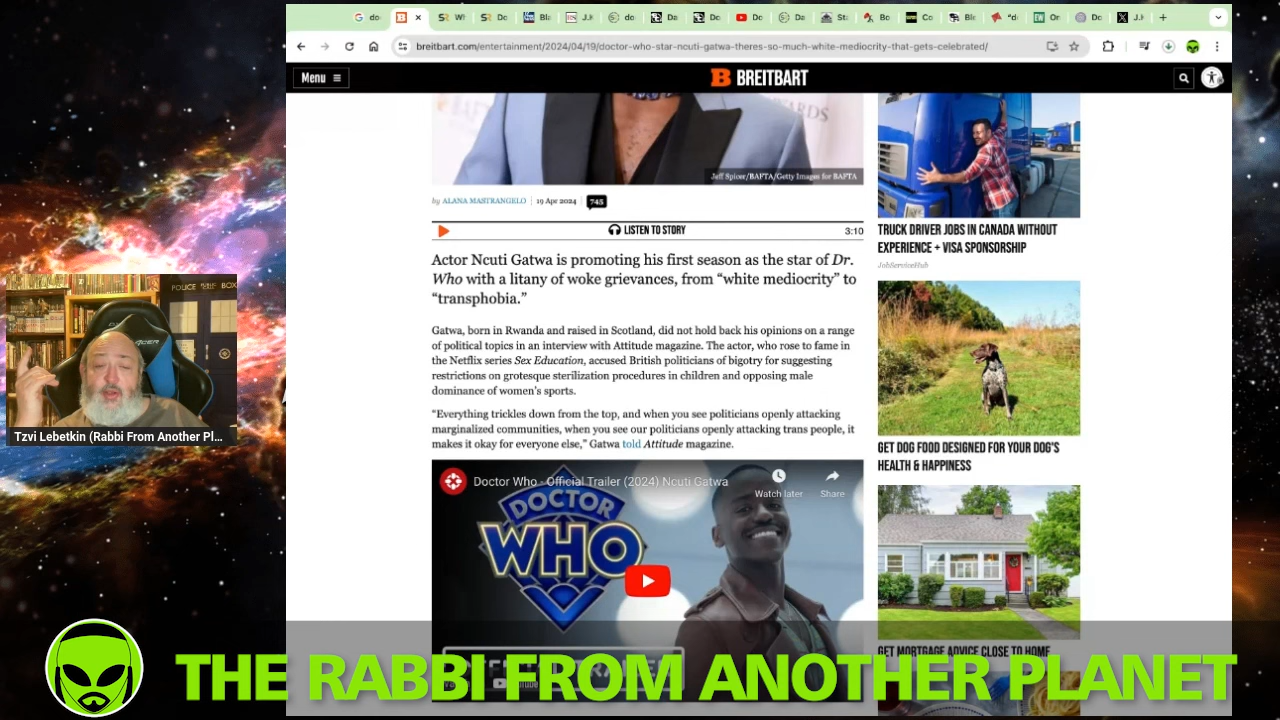 breitbart.com/entertainment/2024/04/19/doctor-who-star-ncuti-gatwa-theres-so-much-white-mediocrity-that-gets-celebrated/
Menu
BREITBART
Jeff Spicer/BAFTA/Getty Images for BAFTA
by ALANA MASTRANGELO | 19 Apr 2024 745
LISTEN TO STORY
3:10
Actor Ncuti Gatwa is promoting his first season as the star of Dr.
Who with a litany of woke grievances, from “white mediocrity” to
“transphobia.”
Gatwa, born in Rwanda and raised in Scotland, did not hold back his opinions on a range
of political topics in an interview with Attitude magazine. The actor, who rose to fame in
the Netflix series Sex Education, accused British politicians of bigotry for suggesting
restrictions on grotesque sterilization procedures in children and opposing male
dominance of women’s sports.
“Everything trickles down from the top, and when you see politicians openly attacking
marginalized communities, when you see our politicians openly attacking trans people, it
makes it okay for everyone else,” Gatwa told Attitude magazine.
Doctor Who - Official Trailer (2024) Ncuti Gatwa
Watch later
Share
DOCTOR
WHO
TRUCK DRIVER JOBS IN CANADA WITHOUT
EXPERIENCE + VISA SPONSORSHIP
JobServiceHub
GET DOG FOOD DESIGNED FOR YOUR DOG'S
HEALTH & HAPPINESS
GET MORTGAGE ADVICE CLOSE TO HOME
POLICE BOX
Tzvi Lebetkin (Rabbi From Another Pl...
THE RABBI FROM ANOTHER PLANET